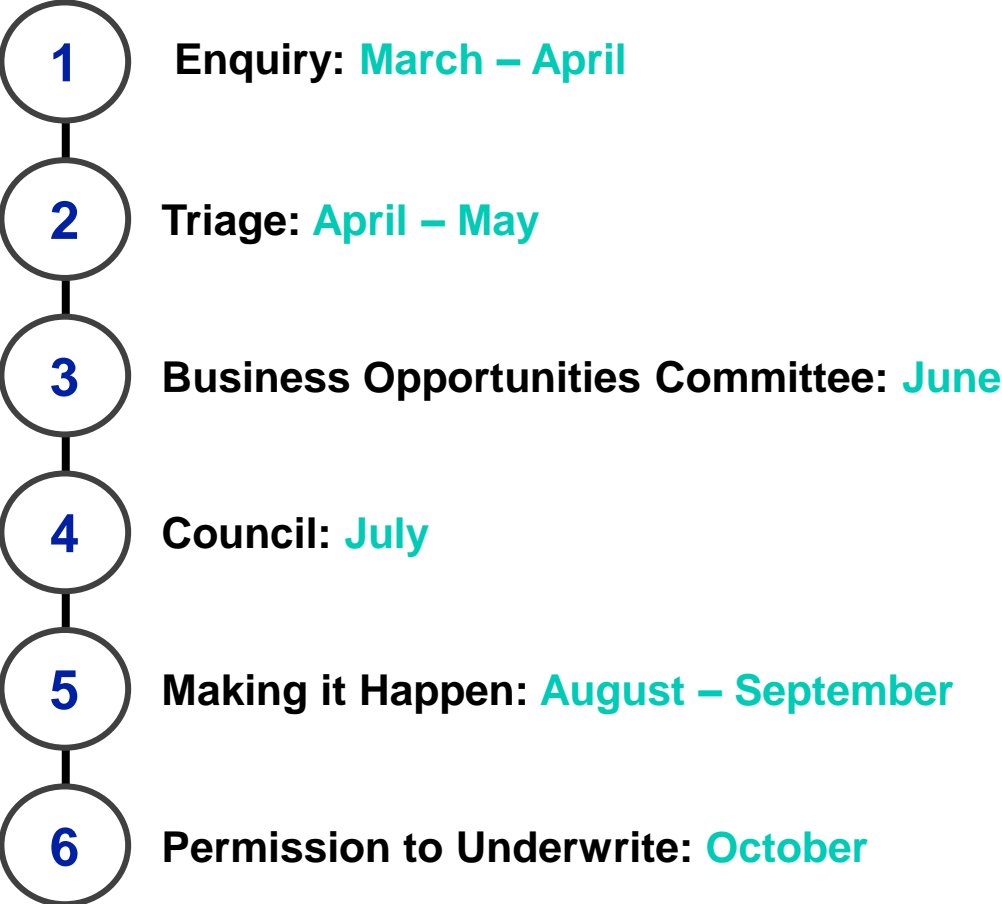 1 Enquiry: March – April
2 Triage: April – May
3 Business Opportunities Committee: June
4 Council: July
5 Making it Happen: August – September
6 Permission to Underwrite: October